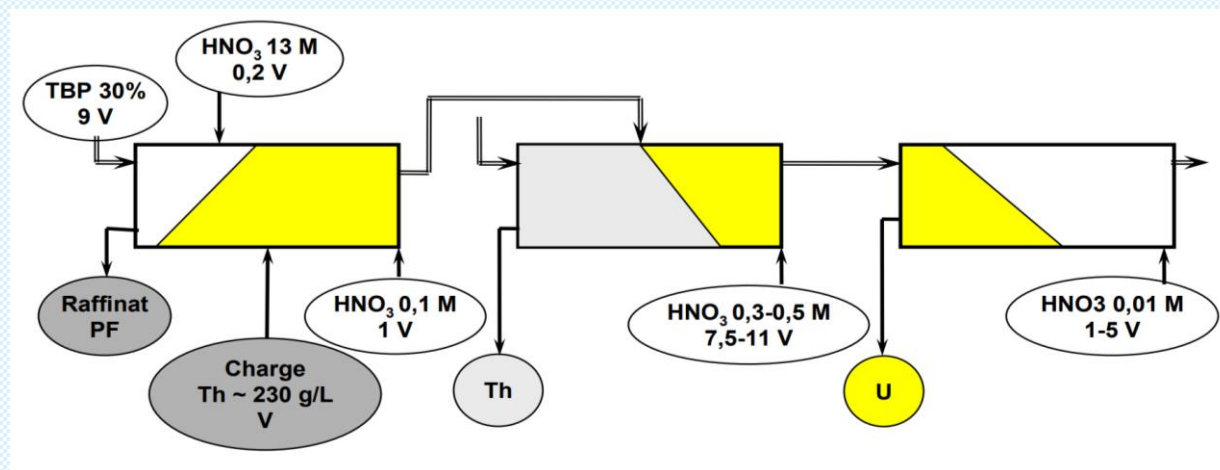 HNO3 13 M
0,2 V
TBP 30%
9 V
Raffinat
PF
Charge
Th ~ 230 g/L
V
HNO3 0,1 M
1 V
Th
HNO3 0,3-0,5 M
7,5-11 V
U
HNO3 0,01 M
1-5 V